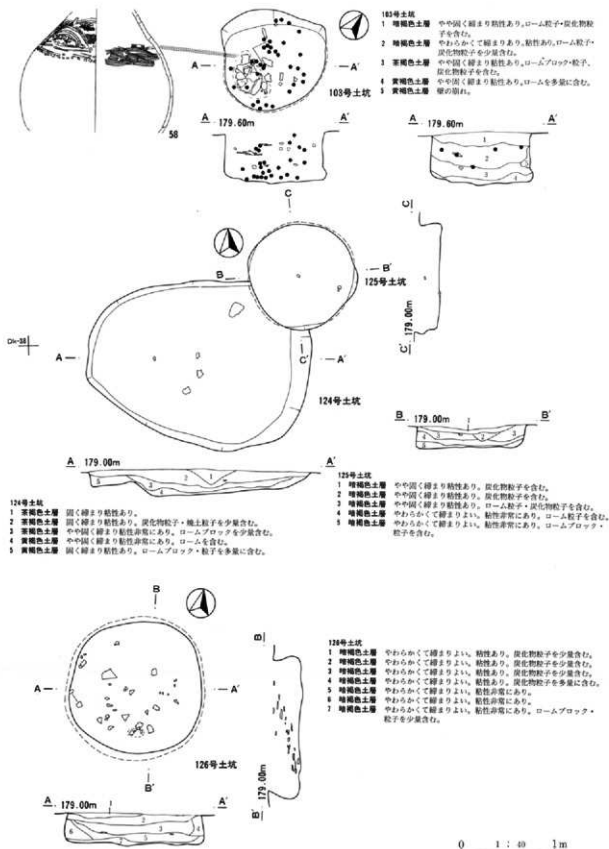 103号土坑
1 暗褐色土層 やや固く締まり粘性あり。ローム粒子・炭化物粒
子を含む。
2 暗褐色土層 やわらかくて締まりあり。粘性あり。ローム粒子・
炭化物粒子を少量含む。
3 茶褐色土層 やや固く締まり粘性あり。ロームブロック・粒子、
炭化物粒子を含む。
4 黄褐色土層 やや固く締まり粘性あり。ロームを多量に含む。
5 黄褐色土層 壁の崩れ。
58
A A′
103号土坑
A 179.60m A′
A 179.60m A′
1
2
3
4
C
C
B B′
125号土坑
179.00m
C′
Dk-38
A C′ A′
124号土坑
B 179.00m B′
1
2
3
3
4
5
A 179.00m A′
1
2
3
4
5
124号土坑
1 茶褐色土層 固く締まり粘性あり。
2 茶褐色土層 固く締まり粘性あり。炭化物粒子・焼土粒子を少量含む。
3 茶褐色土層 やや固く締まり粘性非常にあり。ロームブロックを少量含む。
4 黄褐色土層 やや固く締まり粘性非常にあり。ロームを含む。
5 黄褐色土層 固く締まり粘性あり。ロームブロック・粒子を多量に含む。
125号土坑
1 暗褐色土層 やや固く締まり粘性あり。炭化物粒子を含む。
2 暗褐色土層 やや固く締まり粘性あり。炭化物粒子を含む。
3 暗褐色土層 やや固く締まり粘性あり。ローム粒子・炭化物粒子を含む。
4 暗褐色土層 やわらかくて締まりよい。粘性非常にあり。ローム粒子を含む。
5 暗褐色土層 やわらかくて締まりよい。粘性非常にあり。ロームブロック・
粒子を含む。
B
B
A A′
126号土坑
B′
179.00m
B′
A 179.00m A′
1
2
3
4
5
6
2
126号土坑
1 暗褐色土層 やわらかくて締まりよい。粘性あり。炭化物粒子を少量含む。
2 暗褐色土層 やわらかくて締まりよい。粘性あり。炭化物粒子を少量含む。
3 暗褐色土層 やわらかくて締まりよい。粘性あり。炭化物粒子を少量含む。
4 暗褐色土層 やわらかくて締まりよい。粘性あり。炭化物粒子を多量に含む。
5 暗褐色土層 やわらかくて締まりよい。粘性非常にあり。
6 暗褐色土層 やわらかくて締まりよい。粘性非常にあり。
7 暗褐色土層 やわらかくて締まりよい。粘性非常にあり。ロームブロック・
粒子を少量含む。
0 1:40 1m